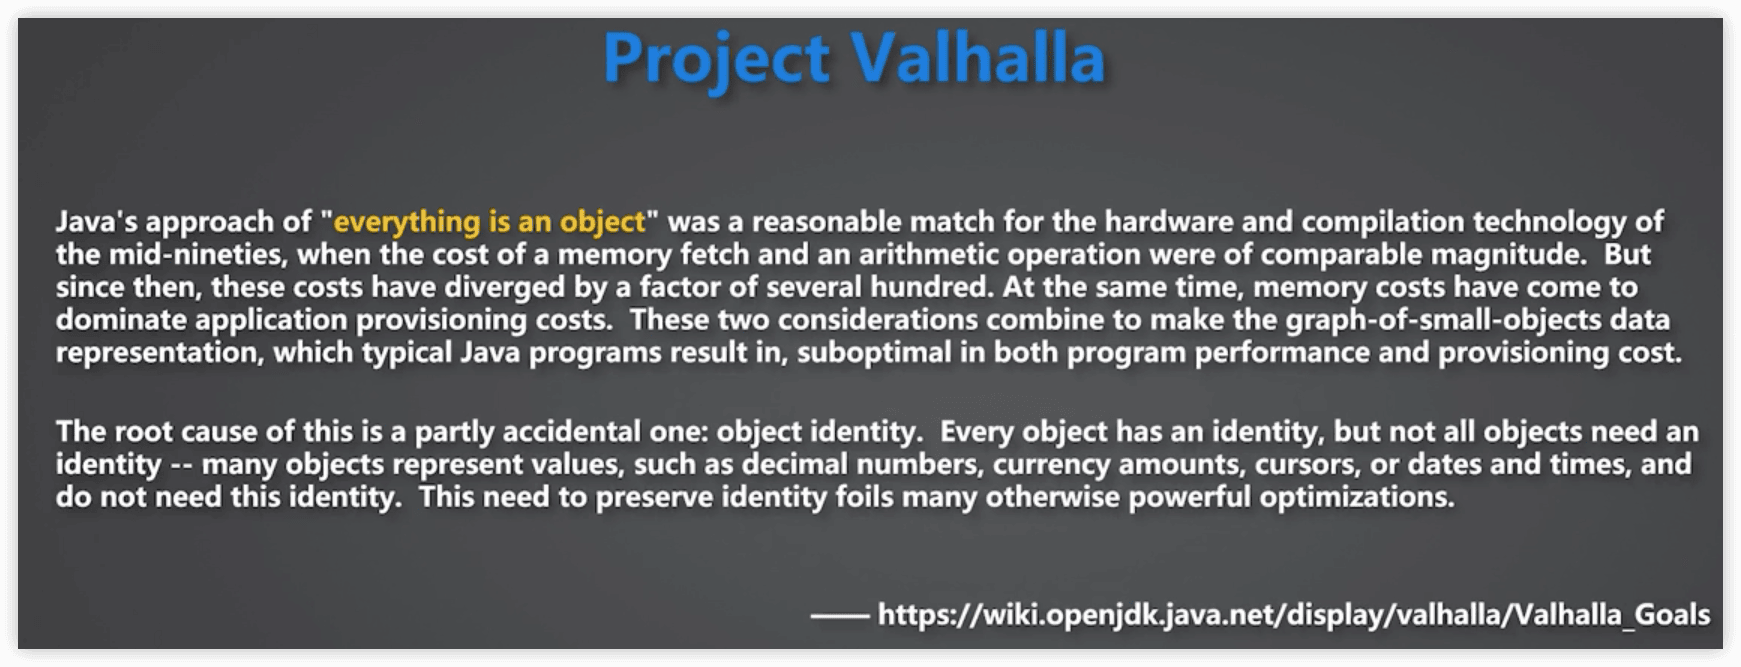 Project Valhalla
Java's approach of "everything is an object" was a reasonable match for the hardware and compilation technology of
the mid-nineties, when the cost of a memory fetch and an arithmetic operation were of comparable magnitude.  But
since then, these costs have diverged by a factor of several hundred. At the same time, memory costs have come to
dominate application provisioning costs.  These two considerations combine to make the graph-of-small-objects data
representation, which typical Java programs result in, suboptimal in both program performance and provisioning cost.
The root cause of this is a partly accidental one: object identity.  Every object has an identity, but not all objects need an
identity -- many objects represent values, such as decimal numbers, currency amounts, cursors, or dates and times, and
do not need this identity.  This need to preserve identity foils many otherwise powerful optimizations.
—— https://wiki.openjdk.java.net/display/valhalla/Valhalla_Goals